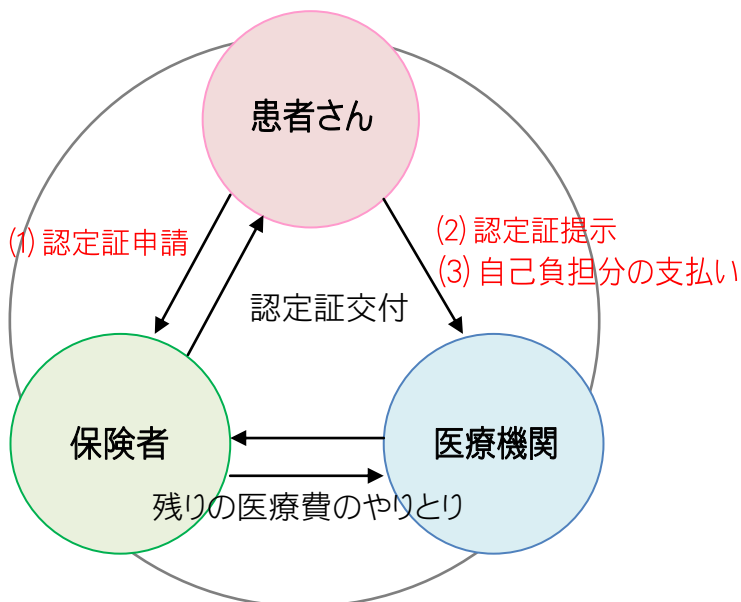 患者さん
(1) 認定証申請
(2) 認定証提示
(3) 自己負担分の支払い
認定証交付
保険者
医療機関
残りの医療費のやりとり